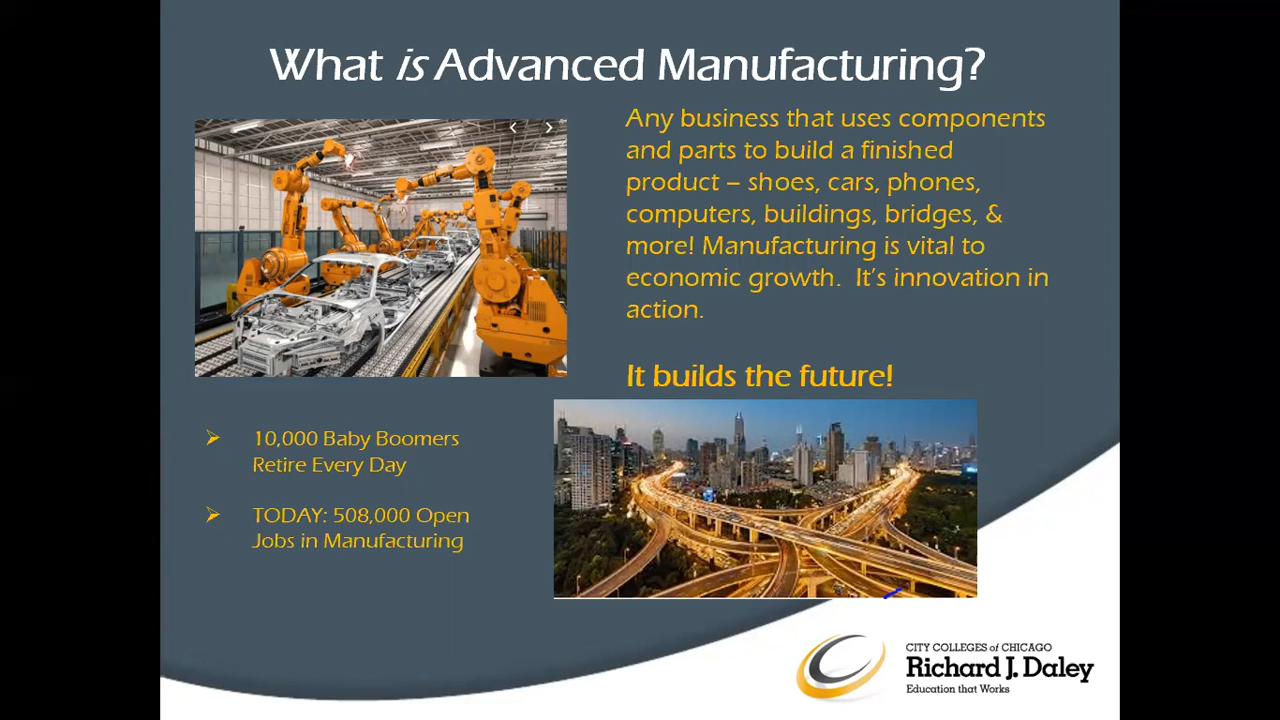 What is Advanced Manufacturing?
Any business that uses components
and parts to build a finished
product – shoes, cars, phones,
computers, buildings, bridges, &
more! Manufacturing is vital to
economic growth.  It's innovation in
action.
It builds the future!
10,000 Baby Boomers
Retire Every Day
TODAY: 508,000 Open
Jobs in Manufacturing
CITY COLLEGES of CHICAGO
Richard J. Daley
Education that Works